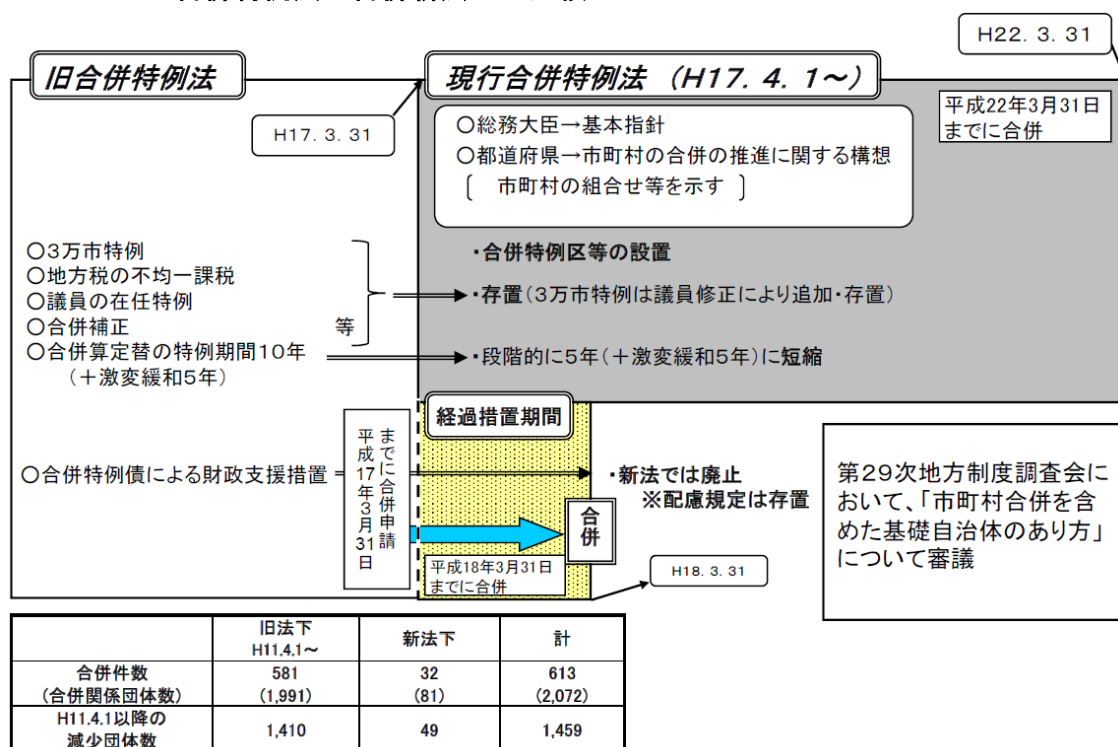 H22．3．31
旧合併特例法
現行合併特例法 （H17．4．1～）
H17．3．31
平成22年3月31日
までに合併
○総務大臣→基本指針
○都道府県→市町村の合併の推進に関する構想
〔 市町村の組合せ等を示す 〕
○3万市特例
○地方税の不均一課税
○議員の在任特例
○合併補正
等
○合併算定替の特例期間10年
（＋激変緩和5年）
・合併特例区等の設置
・存置（3万市特例は議員修正により追加・存置）
・段階的に5年（＋激変緩和5年）に短縮
経過措置期間
○合併特例債による財政支援措置
平成17年3月31日
までに合併申請
・新法では廃止
※配慮規定は存置
合併
平成18年3月31日
までに合併
H18．3．31
第29次地方制度調査会に
おいて、「市町村合併を含
めた基礎自治体のあり方」
について審議
旧法下 新法下 計
H11.4.1～
合併件数 581 32 613
（合併関係団体数） (1,991) (81) (2,072)
H11.4.1以降の
減少団体数 1,410 49 1,459